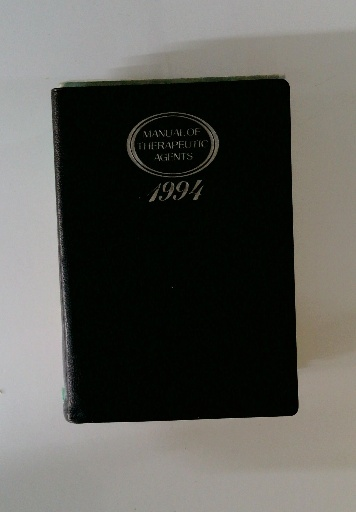 MANUAL OF
THERAPEUTIC
AGENTS
1994